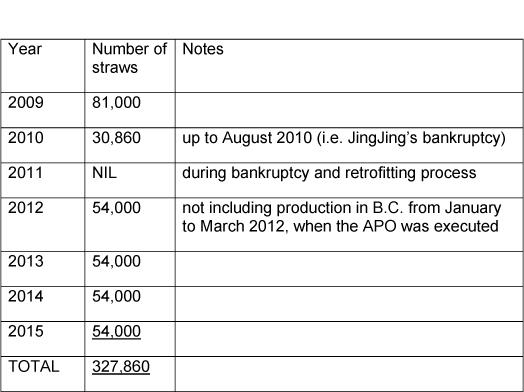 Year Number of straws Notes
2009 81,000
2010 30,860 up to August 2010 (i.e. JingJing's bankruptcy)
2011 NIL during bankruptcy and retrofitting process
2012 54,000 not including production in B.C. from January
to March 2012, when the APO was executed
2013 54,000
2014 54,000
2015 54,000
TOTAL 327,860